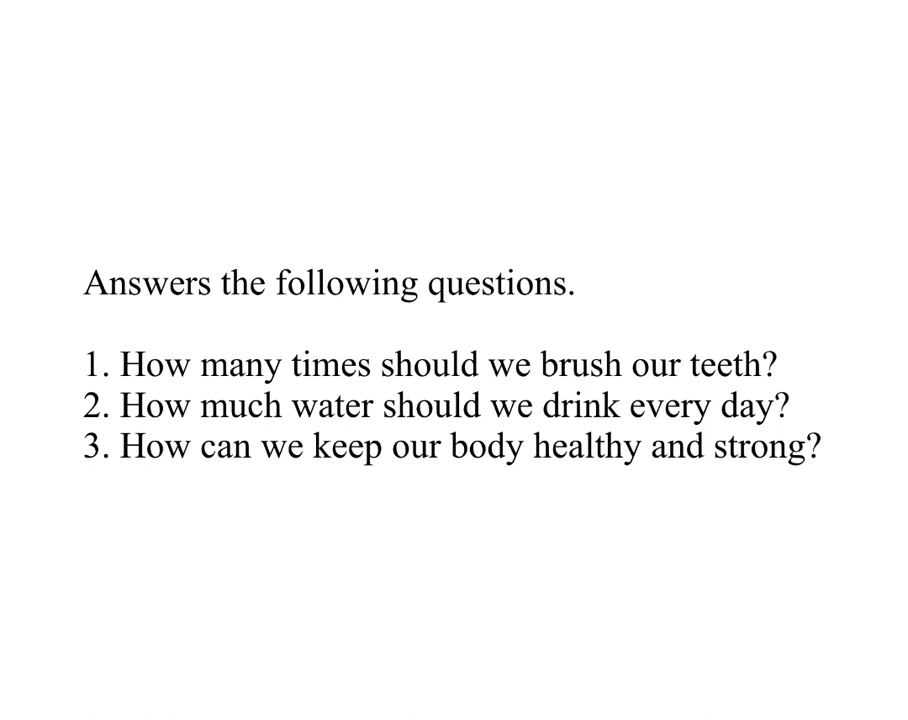 Answers the following questions.
1. How many times should we brush our teeth?
2. How much water should we drink every day?
3. How can we keep our body healthy and strong?